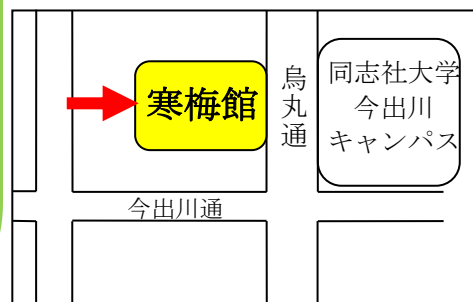 寒梅館
烏丸通
同志社大学
今出川
キャンパス
今出川通